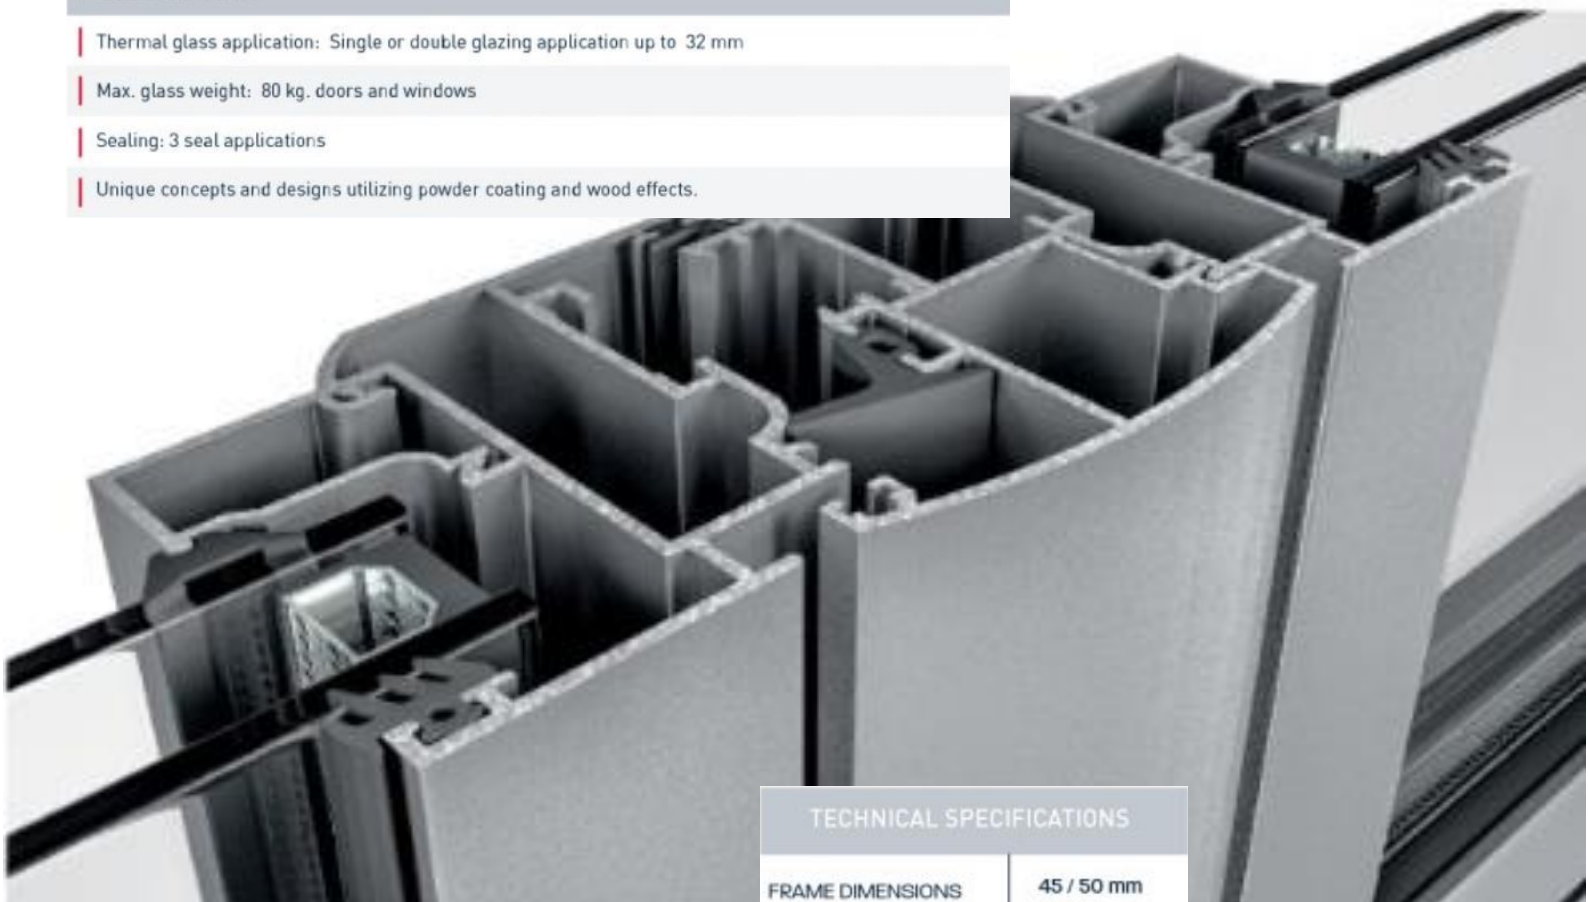 Thermal glass application: Single or double glazing application up to 32 mm
Max. glass weight: 80 kg. doors and windows
Sealing: 3 seal applications
Unique concepts and designs utilizing powder coating and wood effects.
TECHNICAL SPECIFICATIONS
FRAME DIMENSIONS 45 / 50 mm